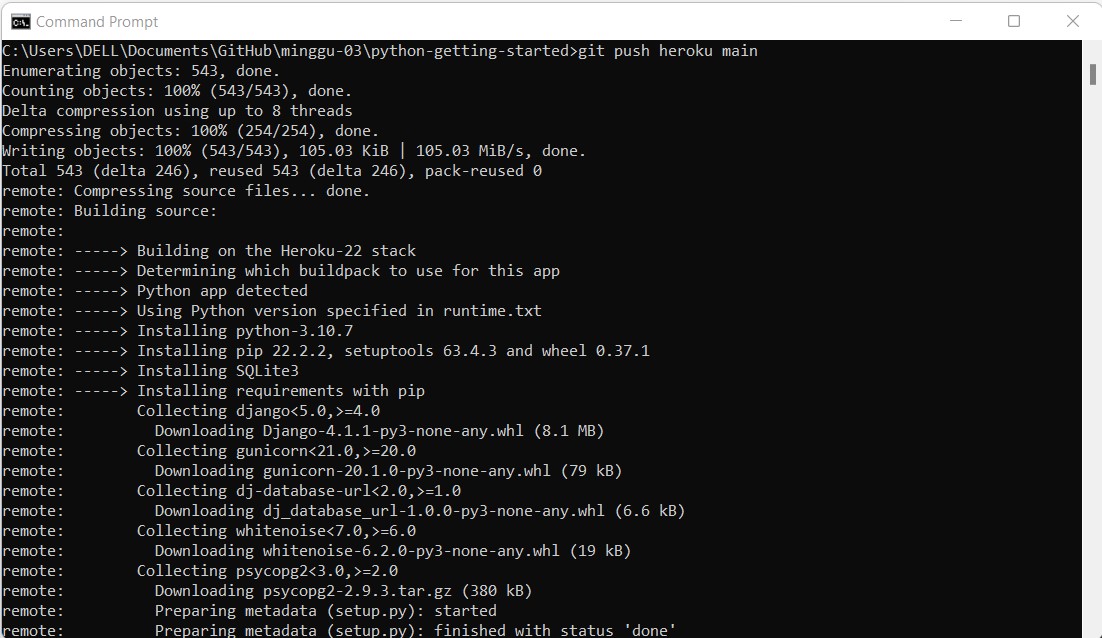 Command Prompt
C:\Users\DELL\Documents\GitHub\minggu-03\python-getting-started>git push heroku main
Enumerating objects: 543, done.
Counting objects: 100% (543/543), done.
Delta compression using up to 8 threads
Compressing objects: 100% (254/254), done.
Writing objects: 100% (543/543), 105.03 KiB | 105.03 MiB/s, done.
Total 543 (delta 246), reused 543 (delta 246), pack-reused 0
remote: Compressing source files... done.
remote: Building source:
remote:
remote: -----> Building on the Heroku-22 stack
remote: -----> Determining which buildpack to use for this app
remote: -----> Python app detected
remote: -----> Using Python version specified in runtime.txt
remote: -----> Installing python-3.10.7
remote: -----> Installing pip 22.2.2, setuptools 63.4.3 and wheel 0.37.1
remote: -----> Installing SQLite3
remote: -----> Installing requirements with pip
remote:        Collecting django<5.0,>=4.0
remote:          Downloading Django-4.1.1-py3-none-any.whl (8.1 MB)
remote:        Collecting gunicorn<21.0,>=20.0
remote:          Downloading gunicorn-20.1.0-py3-none-any.whl (79 kB)
remote:        Collecting dj-database-url<2.0,>=1.0
remote:          Downloading dj_database_url-1.0.0-py3-none-any.whl (6.6 kB)
remote:        Collecting whitenoise<7.0,>=6.0
remote:          Downloading whitenoise-6.2.0-py3-none-any.whl (19 kB)
remote:        Collecting psycopg2<3.0,>=2.0
remote:          Downloading psycopg2-2.9.3.tar.gz (380 kB)
remote:          Preparing metadata (setup.py): started
remote:          Preparing metadata (setup.py): finished with status 'done'